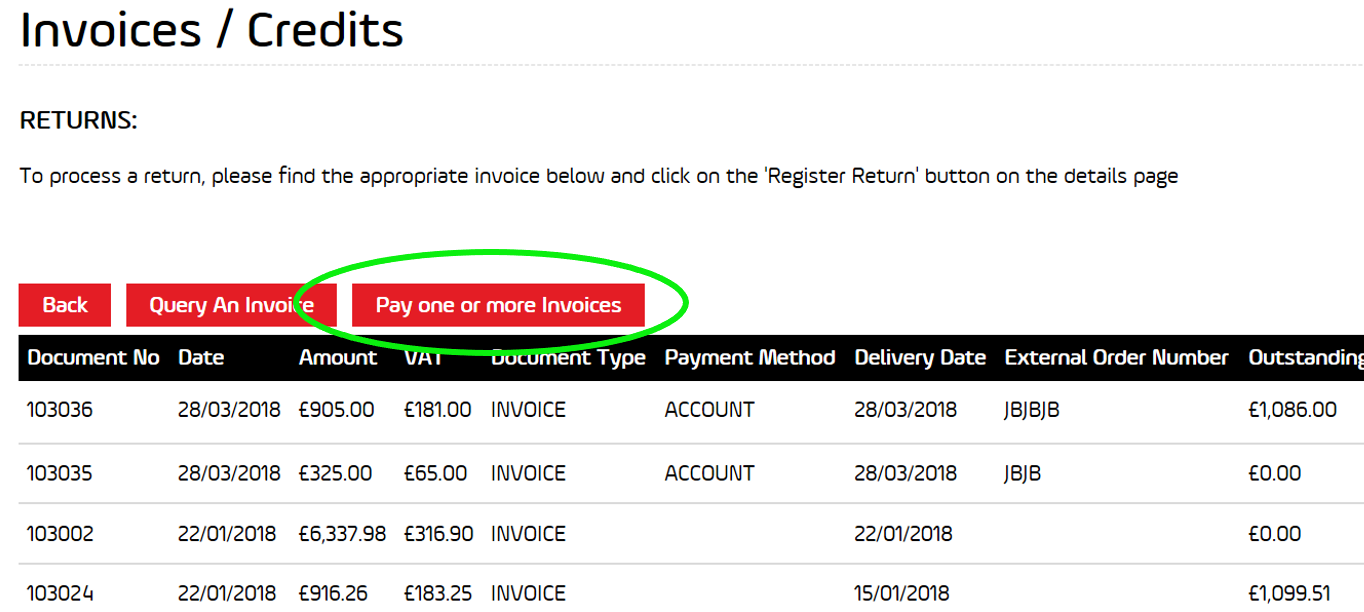 Invoices / Credits
RETURNS:
To process a return, please find the appropriate invoice below and click on the 'Register Return' button on the details page
Back Query An Invoice Pay one or more Invoices
Document No Date Amount VAT Document Type Payment Method Delivery Date External Order Number Outstanding
103036 28/03/2018 £905.00 £181.00 INVOICE ACCOUNT 28/03/2018 JBJBJB £1,086.00
103035 28/03/2018 £325.00 £65.00 INVOICE ACCOUNT 28/03/2018 JBJB £0.00
103002 22/01/2018 £6,337.98 £316.90 INVOICE 22/01/2018 £0.00
103024 22/01/2018 £916.26 £183.25 INVOICE 15/01/2018 £1,099.51